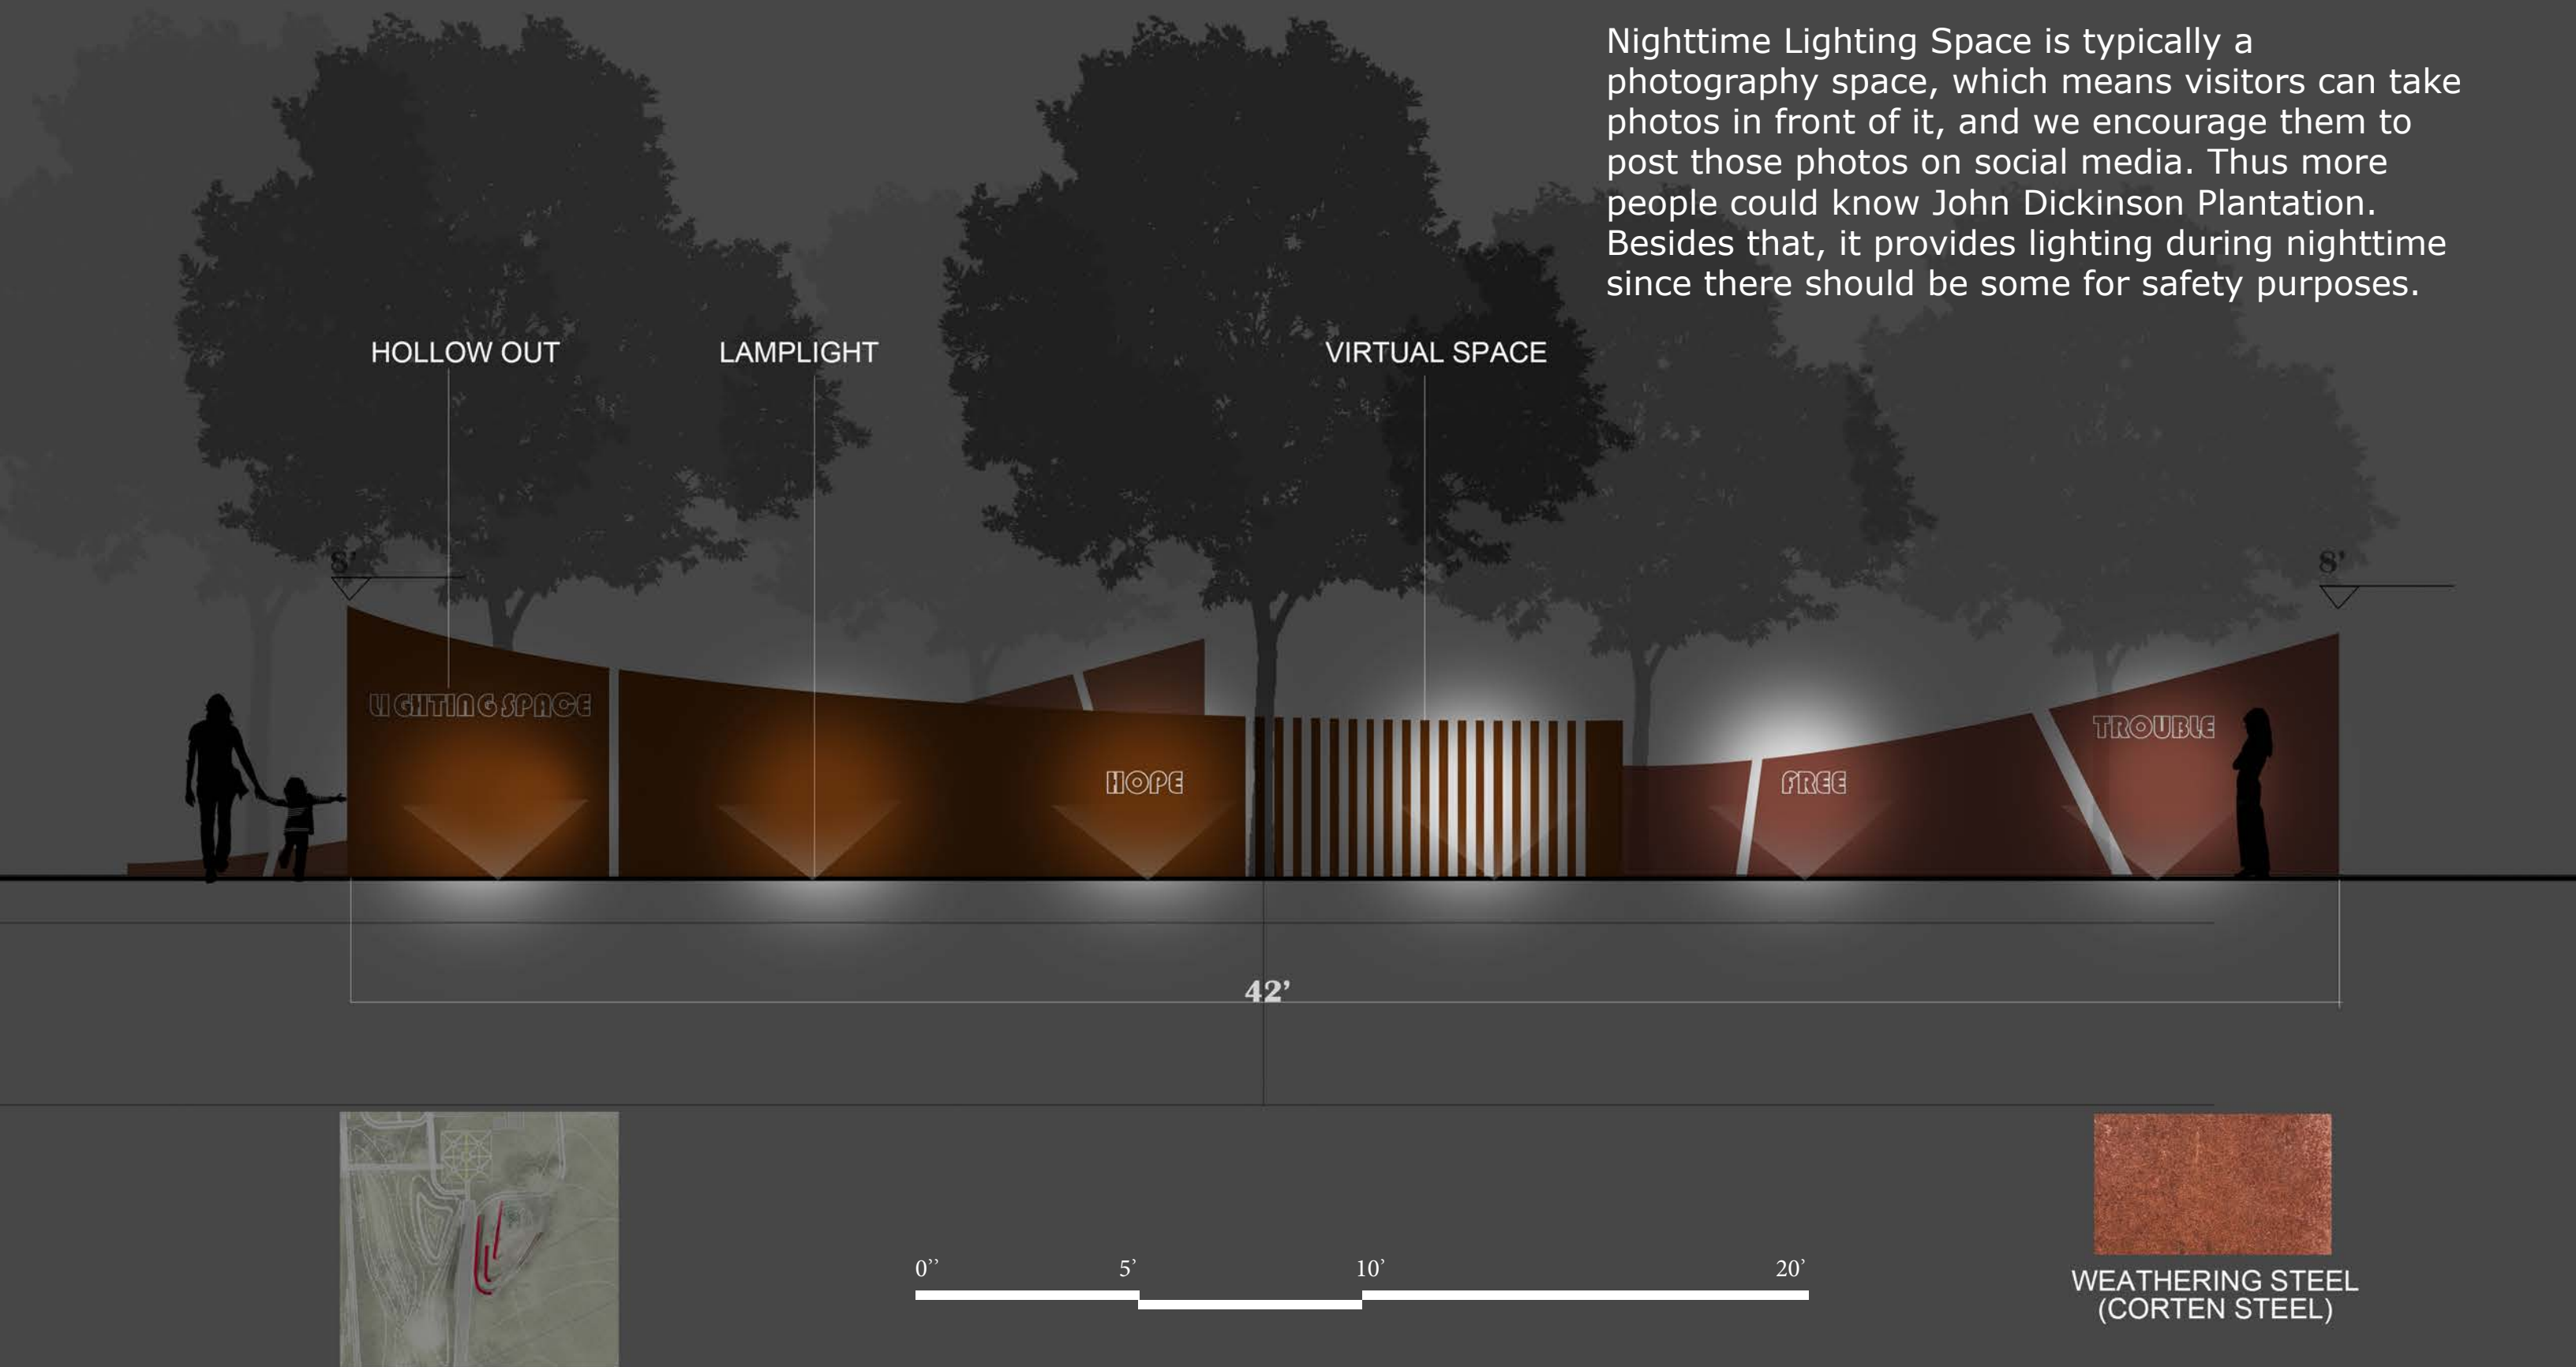 Nighttime Lighting Space is typically a
photography space, which means visitors can take
photos in front of it, and we encourage them to
post those photos on social media. Thus more
people could know John Dickinson Plantation.
Besides that, it provides lighting during nighttime
since there should be some for safety purposes.
HOLLOW OUT
LAMPLIGHT
VIRTUAL SPACE
8'
8'
LIGHTING SPACE
HOPE
FREE
TROUBLE
42’
0’’ 5’ 10’ 20’
WEATHERING STEEL
(CORTEN STEEL)